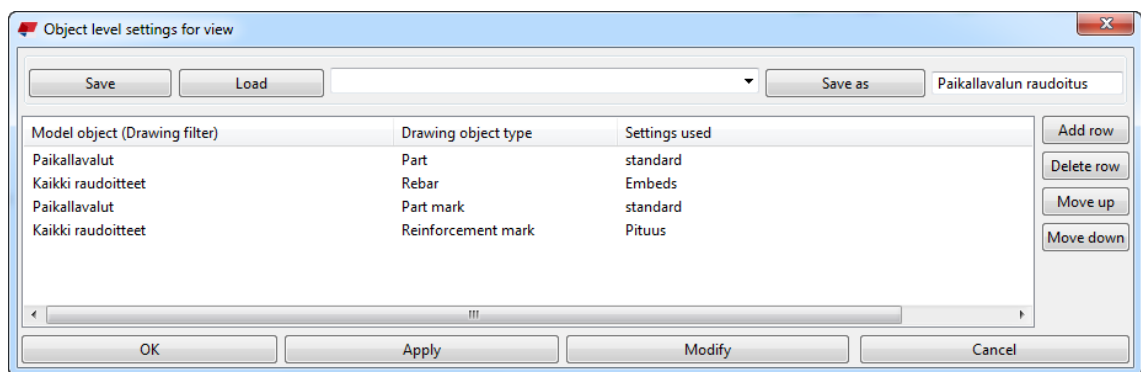 Object level settings for view
Save Load Save as Paikallavalun raudoitus
Model object (Drawing filter) Drawing object type Settings used
Paikallavalut Part standard
Kaikki raudoitteet Rebar Embeds
Paikallavalut Part mark standard
Kaikki raudoitteet Reinforcement mark Pituus
Add row
Delete row
Move up
Move down
OK Apply Modify Cancel